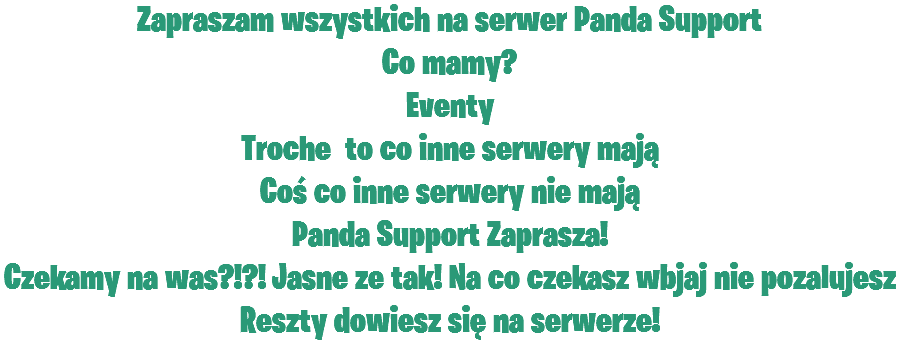 Zapraszam wszystkich na serwer Panda Support
Co mamy?
Eventy
Troche  to co inne serwery mają
Coś co inne serwery nie mają
Panda Support Zaprasza!
Czekamy na was?!?! Jasne ze tak! Na co czekasz wbjaj nie pozalujesz
Reszty dowiesz się na serwerze!